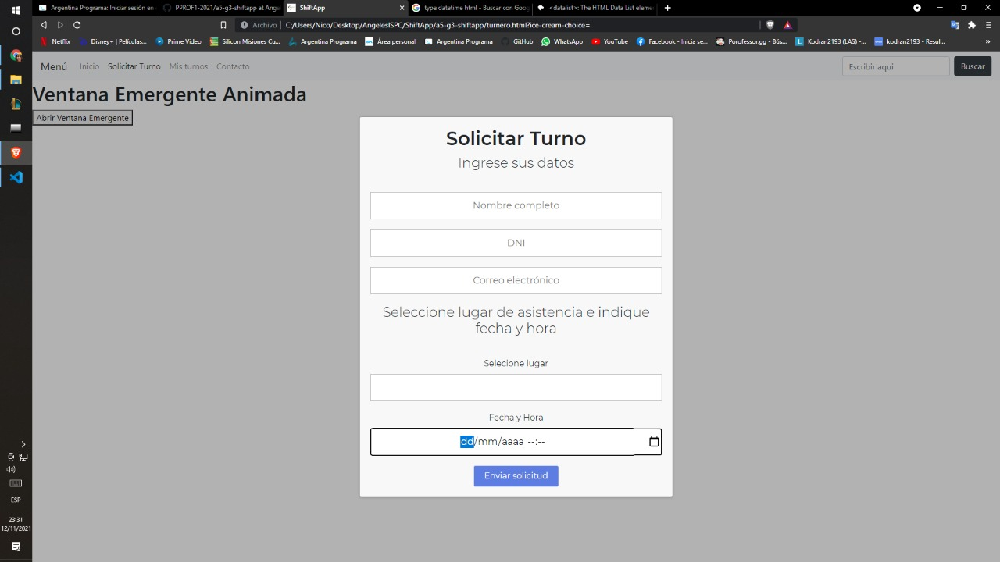 Argentina Programa: Iniciar sesión en
PPROF1-2021/a5-g3-shiftapp at Ange
ShiftApp
type datetime html - Buscar con Goog
<datalist>: The HTML Data List eleme
Archivo
C:/Users/Nico/Desktop/AngelesISPC/ShiftApp/a5-g3-shiftapp/turnero.html?ice-cream-choice=
Netflix
Disney+ | Películas...
Prime Video
Silicon Misiones Cu...
Argentina Programa
Área personal
Argentina Programa
GitHub
WhatsApp
YouTube
Facebook - Inicia se...
Porofessor.gg - Bús...
Kodran2193 (LAS) -...
kodran2193 - Resul...
»
Menú
Inicio
Solicitar Turno
Mis turnos
Contacto
Escribir aqui
Buscar
Ventana Emergente Animada
Abrir Ventana Emergente
Solicitar Turno
Ingrese sus datos
Nombre completo
DNI
Correo electrónico
Seleccione lugar de asistencia e indique
fecha y hora
Selecione lugar
Fecha y Hora
dd/mm/aaaa --:--
Enviar solicitud
ESP
23:31
12/11/2021